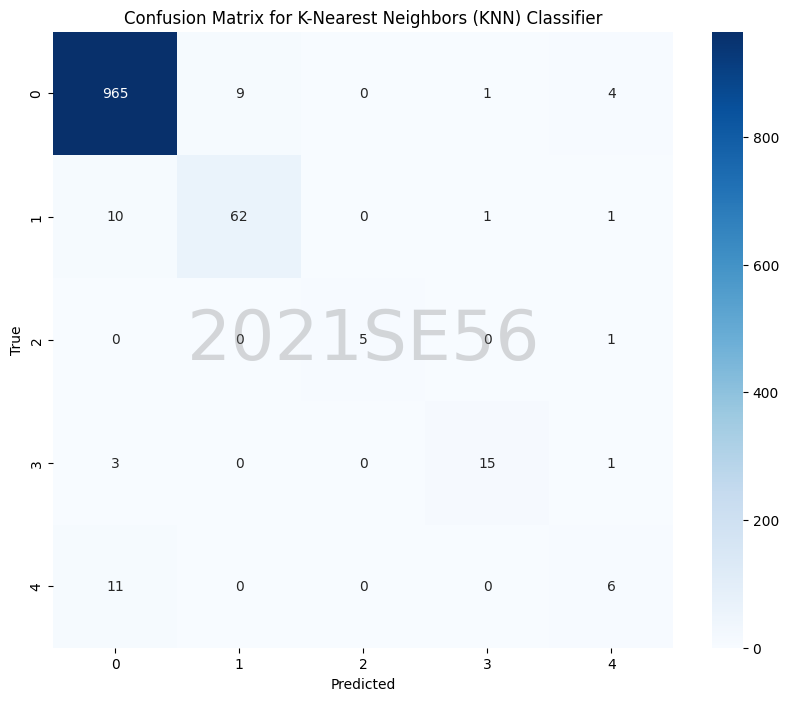 Confusion Matrix for K-Nearest Neighbors (KNN) Classifier
0 965 9 0 1 4
1 10 62 0 1 1
2 0 0 5 0 1
2021SE56
3 3 0 0 15 1
4 11 0 0 0 6
0 1 2 3 4
Predicted
True
800
600
400
200
0